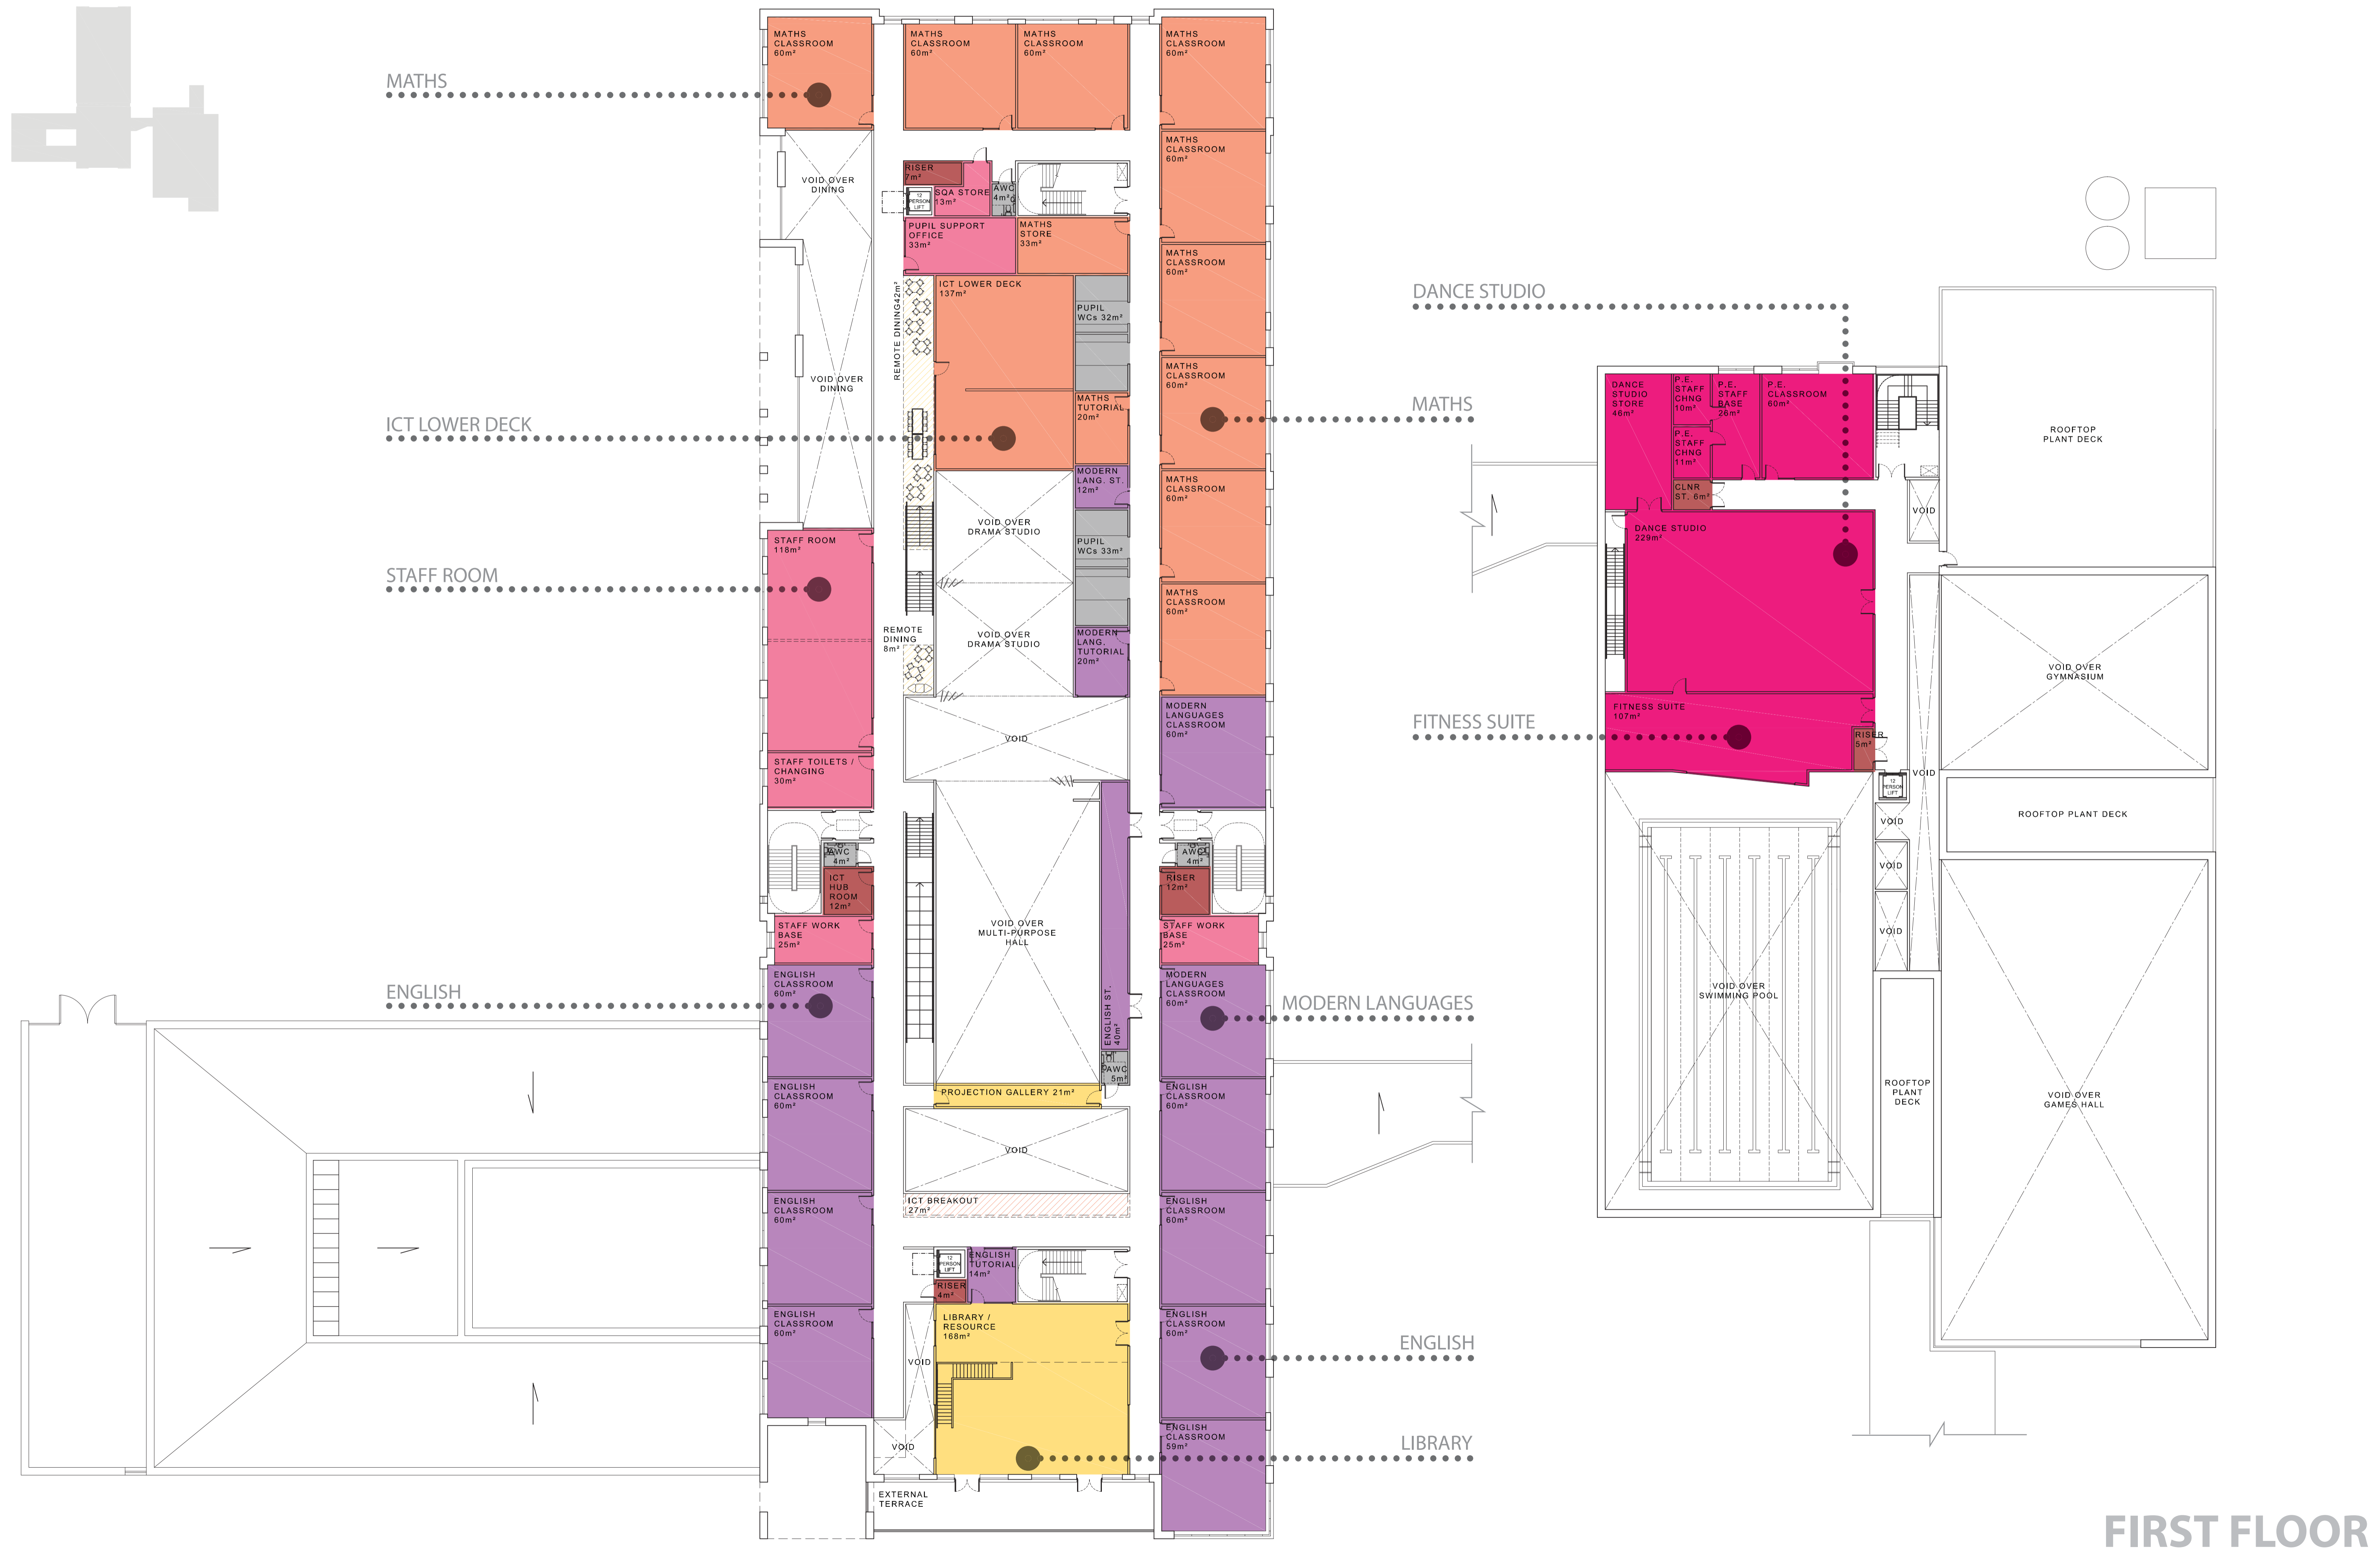 MATHS
CLASSROOM
60m²
MATHS
CLASSROOM
60m²
MATHS
CLASSROOM
60m²
MATHS
CLASSROOM
60m²
MATHS
VOID OVER
DINING
RISER
7m²
12
PERSON
LIFT
SQA STORE
13m²
AWC
4m²
MATHS
CLASSROOM
60m²
PUPIL SUPPORT
OFFICE
33m²
MATHS
STORE
33m²
MATHS
CLASSROOM
60m²
REMOTE DINING42m²
ICT LOWER DECK
137m²
PUPIL
WCs 32m²
VOID OVER
DINING
MATHS
CLASSROOM
60m²
MATHS
TUTORIAL
20m²
MATHS
ICT LOWER DECK
MODERN
LANG. ST.
12m²
MATHS
CLASSROOM
60m²
VOID OVER
DRAMA STUDIO
STAFF ROOM
118m²
PUPIL
WCs 33m²
STAFF ROOM
MATHS
CLASSROOM
60m²
REMOTE
DINING
8m²
VOID OVER
DRAMA STUDIO
MODERN
LANG.
TUTORIAL
20m²
MODERN
LANGUAGES
CLASSROOM
60m²
VOID
STAFF TOILETS /
CHANGING
30m²
AWC
4m²
AWC
4m²
ICT
HUB
ROOM
12m²
RISER
12m²
STAFF WORK
BASE
25m²
VOID OVER
MULTI-PURPOSE
HALL
STAFF WORK
BASE
25m²
ENGLISH
CLASSROOM
60m²
ENGLISH
ENGLISH ST.
40m²
MODERN
LANGUAGES
CLASSROOM
60m²
MODERN LANGUAGES
AWC
5m²
PROJECTION GALLERY 21m²
ENGLISH
CLASSROOM
60m²
ENGLISH
CLASSROOM
60m²
VOID
ICT BREAKOUT
27m²
ENGLISH
CLASSROOM
60m²
ENGLISH
CLASSROOM
60m²
12
PERSON
LIFT
ENGLISH
TUTORIAL
14m²
RISER
4m²
ENGLISH
CLASSROOM
60m²
LIBRARY /
RESOURCE
168m²
ENGLISH
CLASSROOM
60m²
ENGLISH
VOID
VOID
ENGLISH
CLASSROOM
59m²
LIBRARY
EXTERNAL
TERRACE
DANCE STUDIO
DANCE
STUDIO
STORE
46m²
P.E.
STAFF
CHNG
10m²
P.E.
STAFF
BASE
26m²
P.E.
CLASSROOM
60m²
P.E.
STAFF
CHNG
11m²
CLNR
ST. 6m²
ROOFTOP
PLANT DECK
VOID
DANCE STUDIO
229m²
VOID OVER
GYMNASIUM
FITNESS SUITE
FITNESS SUITE
107m²
RISER
5m²
12
PERSON
LIFT
VOID
ROOFTOP PLANT DECK
VOID
VOID
VOID
VOID OVER
SWIMMING POOL
ROOFTOP
PLANT
DECK
VOID OVER
GAMES HALL
FIRST FLOOR